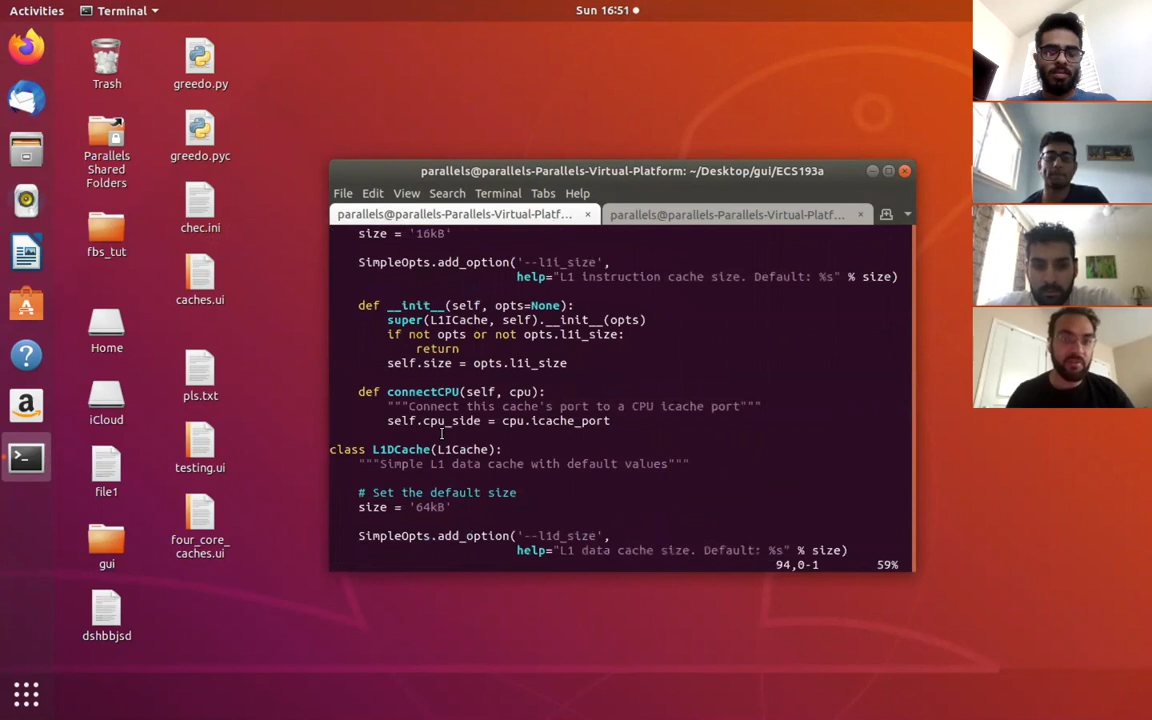 Activities
Terminal
Sun 16:51
Trash
greedo.py
Parallels
Shared
Folders
greedo.pyc
fbs_tut
chec.ini
caches.ui
Home
iCloud
pls.txt
file1
testing.ui
gui
four_core_
caches.ui
dshbbjsd
parallels@parallels-Parallels-Virtual-Platform: ~/Desktop/gui/ECS193a
File Edit View Search Terminal Tabs Help
parallels@parallels-Parallels-Virtual-Platf... × parallels@parallels-Parallels-Virtual-Platf... ×
size = '16kB'
SimpleOpts.add_option('--l1i_size',
help="L1 instruction cache size. Default: %s" % size)
def __init__(self, opts=None):
super(L1ICache, self).__init__(opts)
if not opts or not opts.l1i_size:
return
self.size = opts.l1i_size
def connectCPU(self, cpu):
"""Connect this cache's port to a CPU icache port"""
self.cpu_side = cpu.icache_port
class L1DCache(L1Cache):
"""Simple L1 data cache with default values"""
# Set the default size
size = '64kB'
SimpleOpts.add_option('--l1d_size',
help="L1 data cache size. Default: %s" % size)
94,0-1 59%